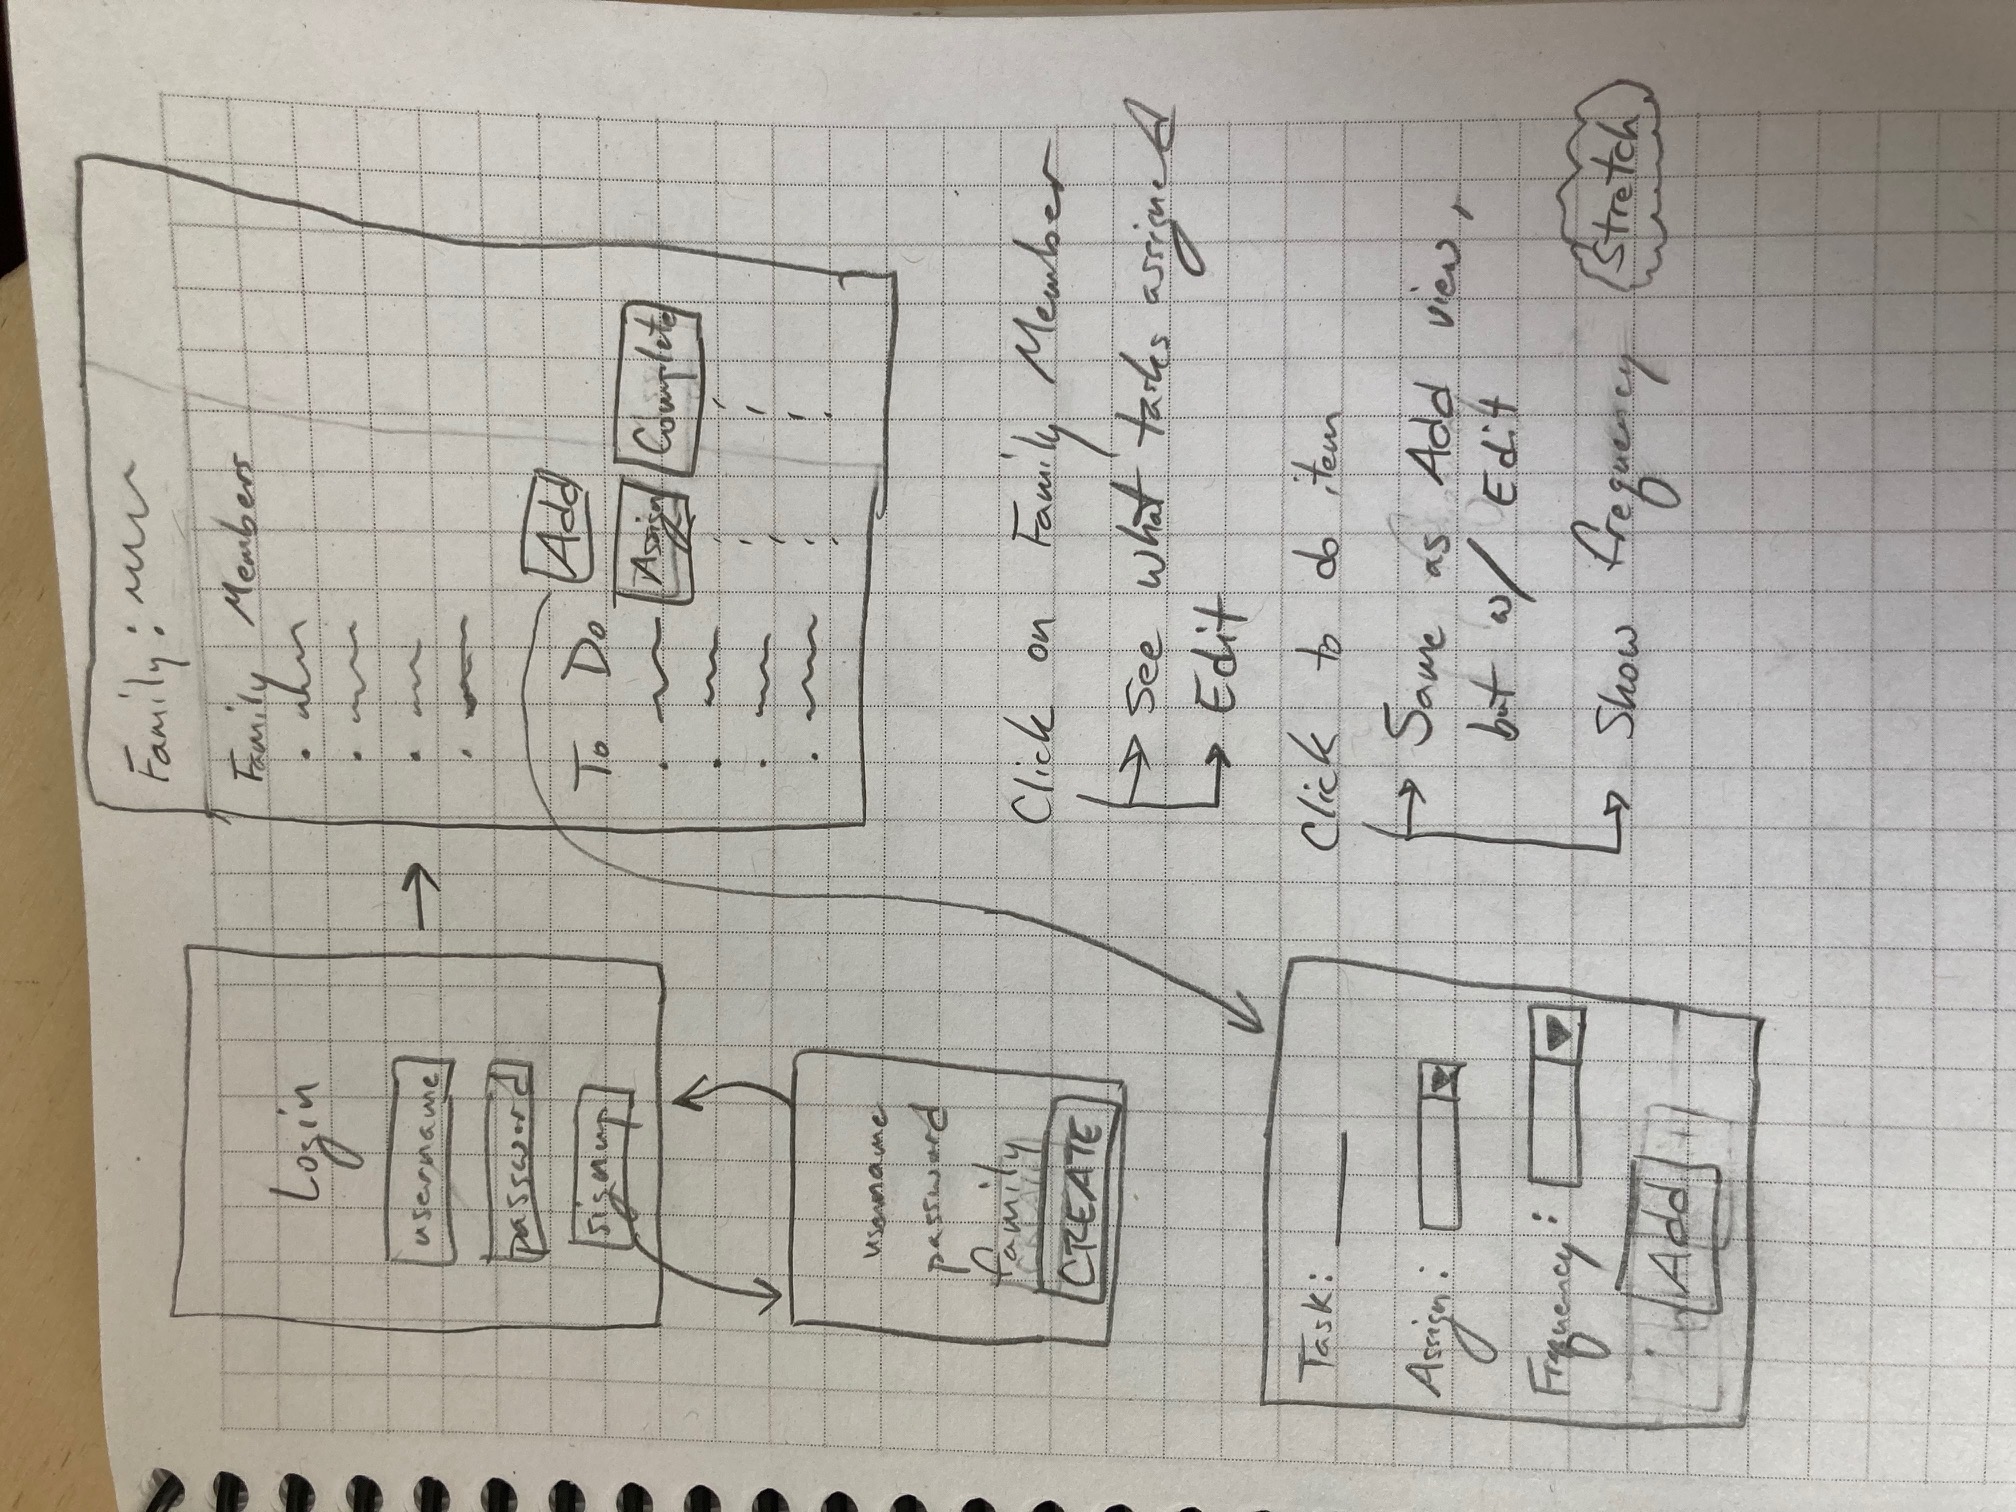 Login
username
password
signup
Family:
Family Members
To Do
Add
Assign
Complete
username
password
family
CREATE
Task:
Assign:
Frequency:
Add
Click on Family Member
See what tasks assigned
Edit
Click to do item
Same as Add view,
but w/ Edit
Show frequency
Stretch